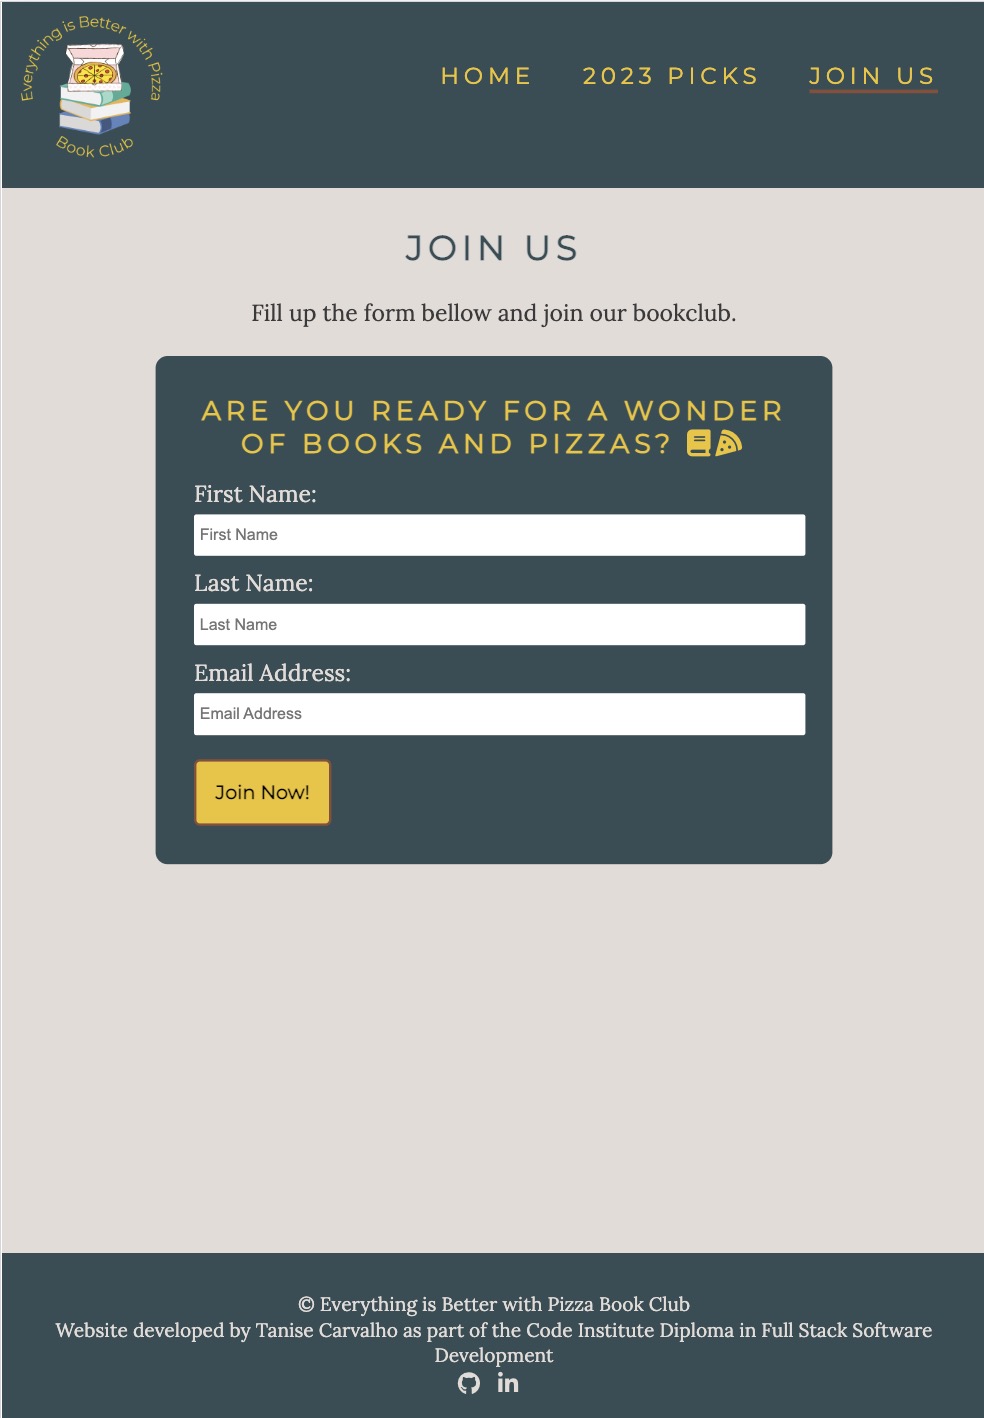 Everything is Better with Pizza
Book Club
HOME
2023 PICKS
JOIN US
JOIN US
Fill up the form bellow and join our bookclub.
ARE YOU READY FOR A WONDER
OF BOOKS AND PIZZAS?
First Name:
First Name
Last Name:
Last Name
Email Address:
Email Address
Join Now!
© Everything is Better with Pizza Book Club
Website developed by Tanise Carvalho as part of the Code Institute Diploma in Full Stack Software
Development
in